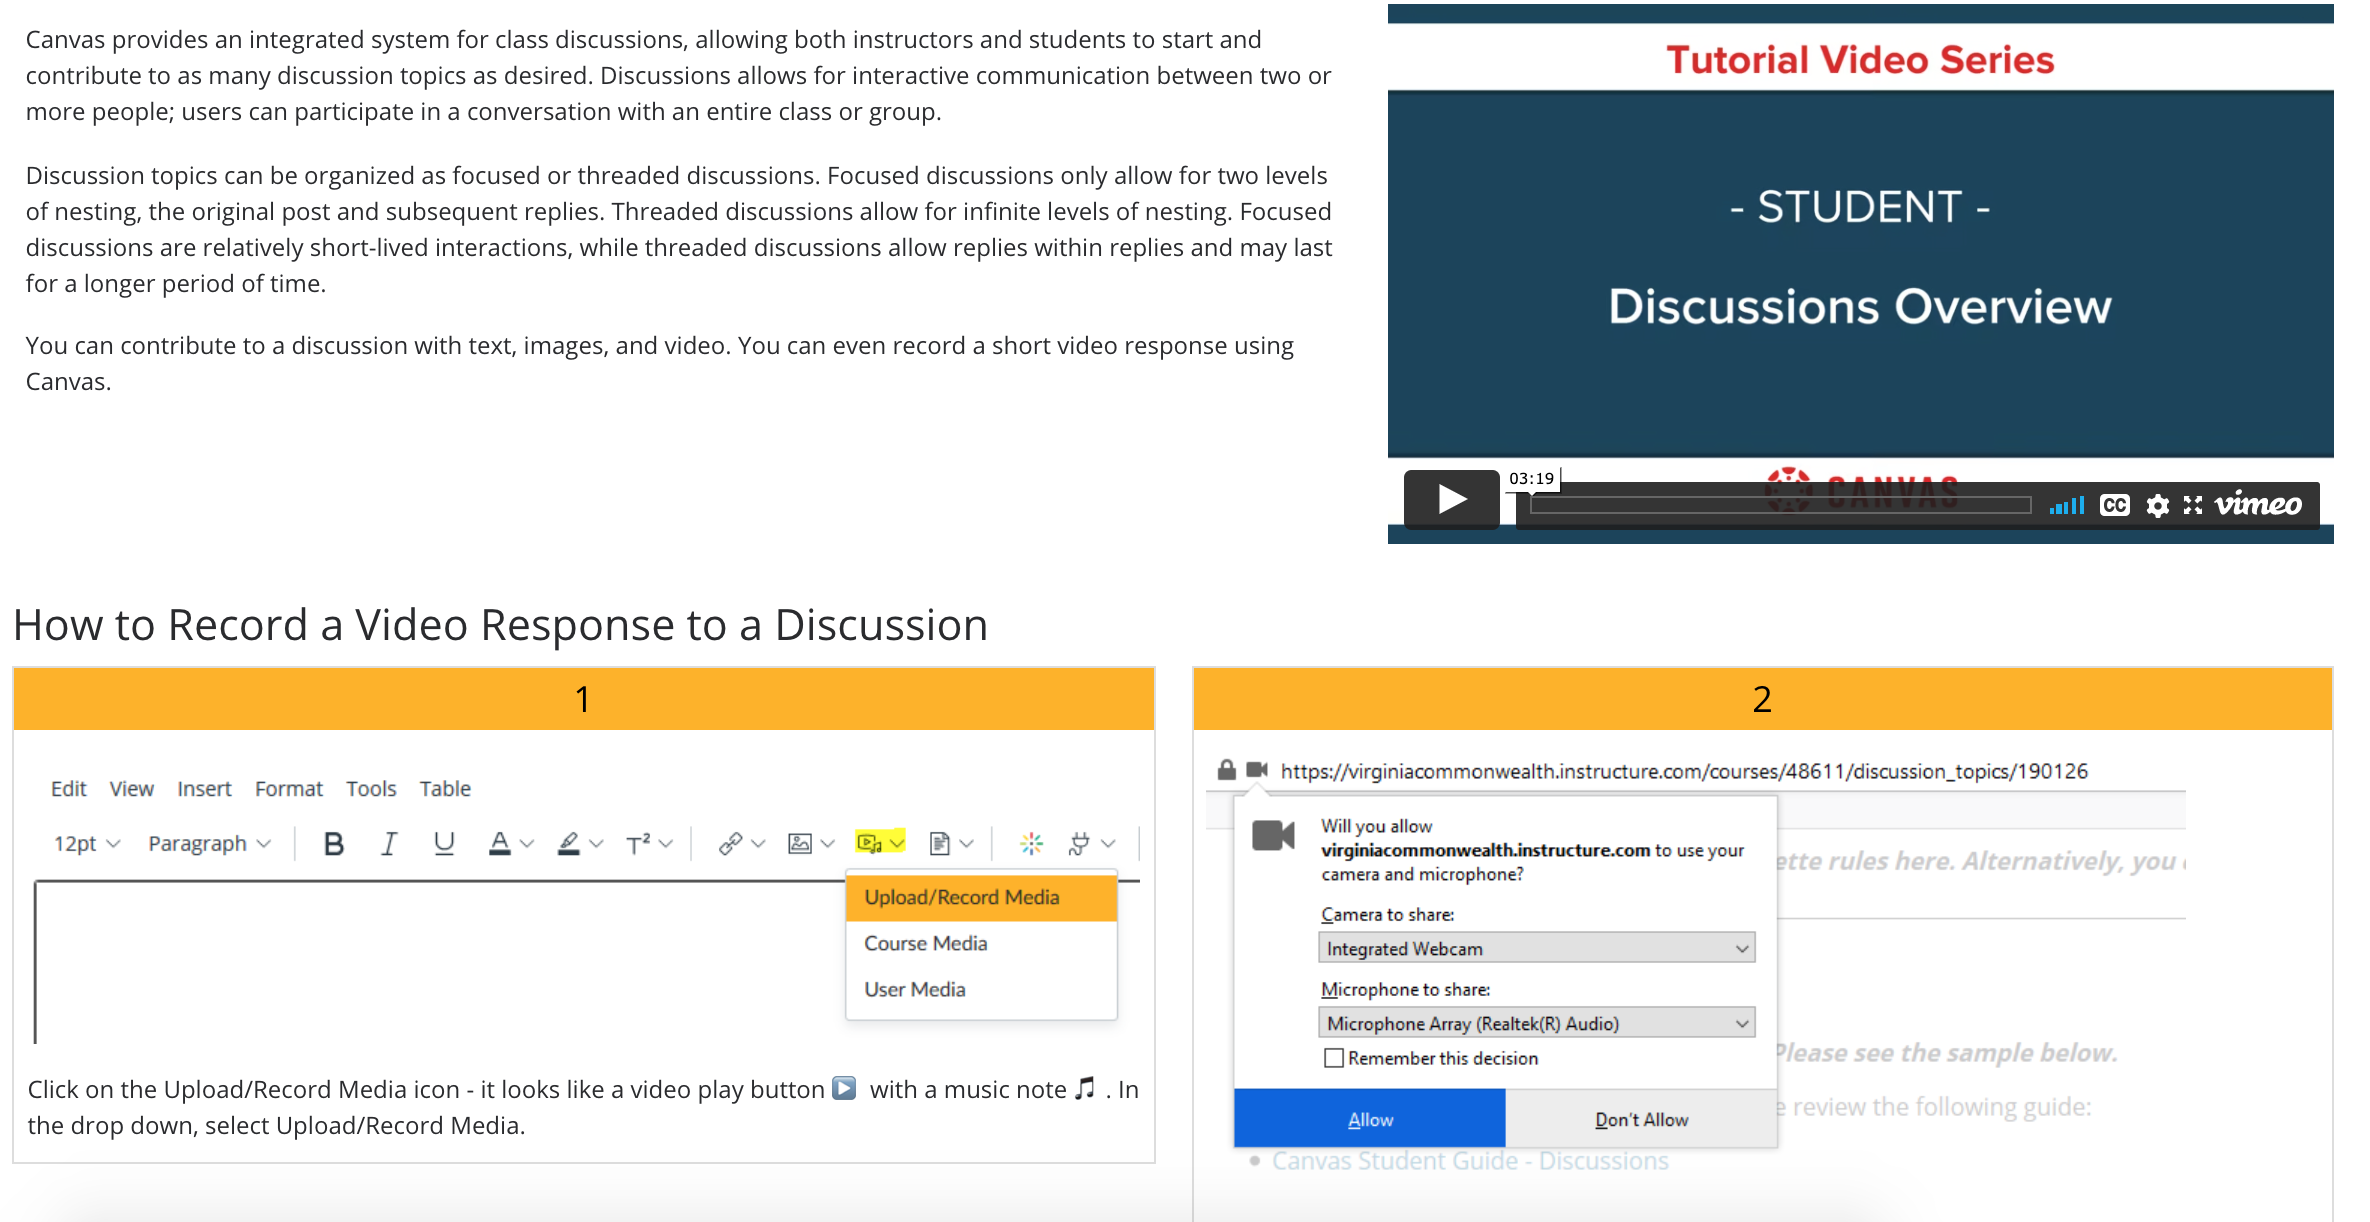 Canvas provides an integrated system for class discussions, allowing both instructors and students to start and
contribute to as many discussion topics as desired. Discussions allows for interactive communication between two or
more people; users can participate in a conversation with an entire class or group.
Discussion topics can be organized as focused or threaded discussions. Focused discussions only allow for two levels
of nesting, the original post and subsequent replies. Threaded discussions allow for infinite levels of nesting. Focused
discussions are relatively short-lived interactions, while threaded discussions allow replies within replies and may last
for a longer period of time.
You can contribute to a discussion with text, images, and video. You can even record a short video response using
Canvas.
Tutorial Video Series
- STUDENT -
Discussions Overview
CANVAS
03:19
CC
vimeo
How to Record a Video Response to a Discussion
1
Edit View Insert Format Tools Table
12pt Paragraph B I U A T²
Upload/Record Media
Course Media
User Media
Click on the Upload/Record Media icon - it looks like a video play button ▶️ with a music note 🎵 . In
the drop down, select Upload/Record Media.
2
https://virginiacommonwealth.instructure.com/courses/48611/discussion_topics/190126
Will you allow
virginiacommonwealth.instructure.com to use your
camera and microphone?
Camera to share:
Integrated Webcam
Microphone to share:
Microphone Array (Realtek(R) Audio)
Remember this decision
Allow Don't Allow
ette rules here. Alternatively, you
Please see the sample below.
e review the following guide:
• Canvas Student Guide - Discussions